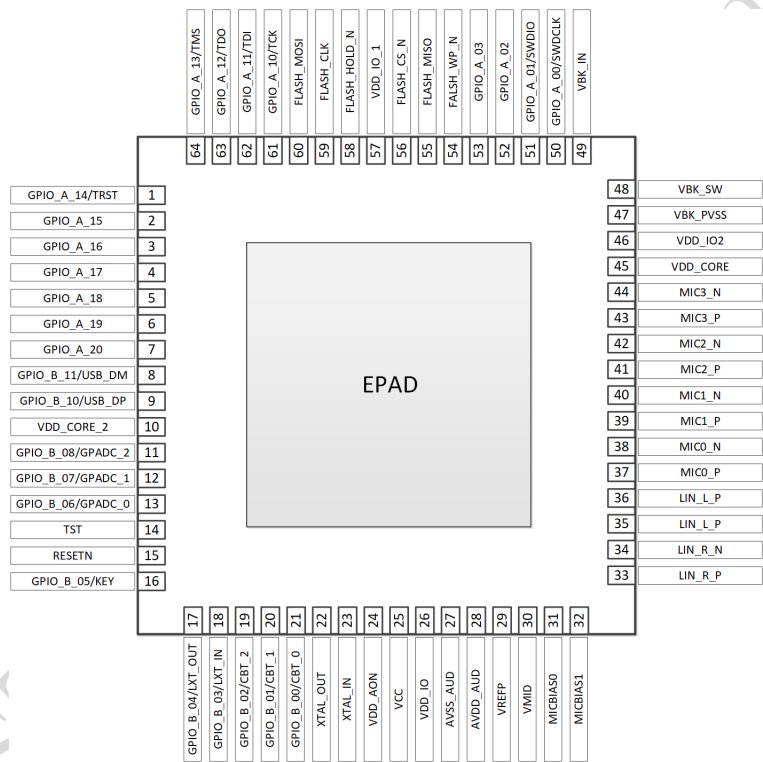 GPIO_A_13/TMS
GPIO_A_12/TDO
GPIO_A_11/TDI
GPIO_A_10/TCK
FLASH_MOSI
FLASH_CLK
FLASH_HOLD_N
VDD_IO_1
FLASH_CS_N
FLASH_MISO
FALSH_WP_N
GPIO_A_03
GPIO_A_02
GPIO_A_01/SWDIO
GPIO_A_00/SWDCLK
VBK_IN
64
63
62
61
60
59
58
57
56
55
54
53
52
51
50
49
GPIO_A_14/TRST 1
GPIO_A_15 2
GPIO_A_16 3
GPIO_A_17 4
GPIO_A_18 5
GPIO_A_19 6
GPIO_A_20 7
GPIO_B_11/USB_DM 8
GPIO_B_10/USB_DP 9
VDD_CORE_2 10
GPIO_B_08/GPADC_2 11
GPIO_B_07/GPADC_1 12
GPIO_B_06/GPADC_0 13
TST 14
RESETN 15
GPIO_B_05/KEY 16
EPAD
48 VBK_SW
47 VBK_PVSS
46 VDD_IO2
45 VDD_CORE
44 MIC3_N
43 MIC3_P
42 MIC2_N
41 MIC2_P
40 MIC1_N
39 MIC1_P
38 MIC0_N
37 MIC0_P
36 LIN_L_P
35 LIN_L_P
34 LIN_R_N
33 LIN_R_P
17
18
19
20
21
22
23
24
25
26
27
28
29
30
31
32
GPIO_B_04/LXT_OUT
GPIO_B_03/LXT_IN
GPIO_B_02/CBT_2
GPIO_B_01/CBT_1
GPIO_B_00/CBT_0
XTAL_OUT
XTAL_IN
VDD_AON
VCC
VDD_IO
AVSS_AUD
AVDD_AUD
VREFP
VMID
MICBIAS0
MICBIAS1